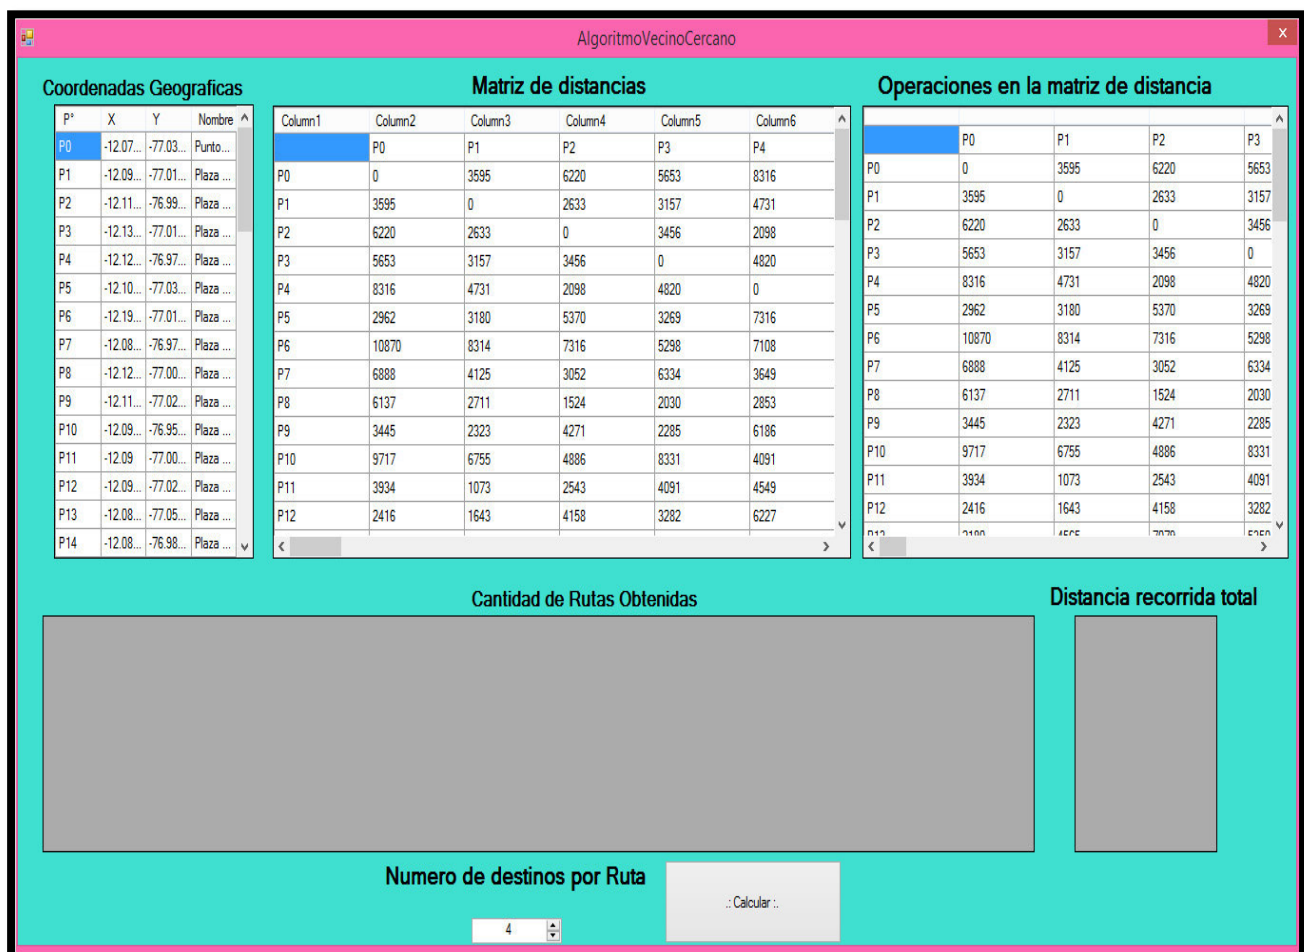 AlgoritmoVecinoCercano
x
Coordenadas Geograficas
P° X Y Nombre
P0 -12.07... -77.03... Punto...
P1 -12.09... -77.01... Plaza ...
P2 -12.11... -76.99... Plaza ...
P3 -12.13... -77.01... Plaza ...
P4 -12.12... -76.97... Plaza ...
P5 -12.10... -77.03... Plaza ...
P6 -12.19... -77.01... Plaza ...
P7 -12.08... -76.97... Plaza ...
P8 -12.12... -77.00... Plaza ...
P9 -12.11... -77.02... Plaza ...
P10 -12.09... -76.95... Plaza ...
P11 -12.09 -77.00... Plaza ...
P12 -12.09... -77.02... Plaza ...
P13 -12.08... -77.05... Plaza ...
P14 -12.08... -76.98... Plaza ...
Matriz de distancias
Column1 Column2 Column3 Column4 Column5 Column6
P0 P1 P2 P3 P4
P0 0 3595 6220 5653 8316
P1 3595 0 2633 3157 4731
P2 6220 2633 0 3456 2098
P3 5653 3157 3456 0 4820
P4 8316 4731 2098 4820 0
P5 2962 3180 5370 3269 7316
P6 10870 8314 7316 5298 7108
P7 6888 4125 3052 6334 3649
P8 6137 2711 1524 2030 2853
P9 3445 2323 4271 2285 6186
P10 9717 6755 4886 8331 4091
P11 3934 1073 2543 4091 4549
P12 2416 1643 4158 3282 6227
Operaciones en la matriz de distancia
P0 P1 P2 P3
P0 0 3595 6220 5653
P1 3595 0 2633 3157
P2 6220 2633 0 3456
P3 5653 3157 3456 0
P4 8316 4731 2098 4820
P5 2962 3180 5370 3269
P6 10870 8314 7316 5298
P7 6888 4125 3052 6334
P8 6137 2711 1524 2030
P9 3445 2323 4271 2285
P10 9717 6755 4886 8331
P11 3934 1073 2543 4091
P12 2416 1643 4158 3282
Cantidad de Rutas Obtenidas
Distancia recorrida total
Numero de destinos por Ruta
4
.: Calcular :.